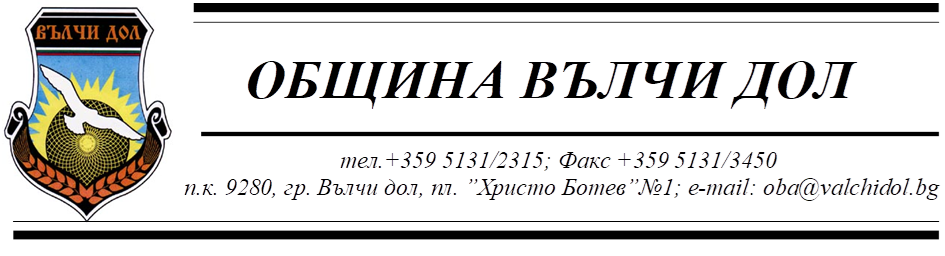 ВЪЛЧИ ДОЛ
ОБЩИНА ВЪЛЧИ ДОЛ
тел.+359 5131/2315; Факс +359 5131/3450
п.к. 9280, гр. Вълчи дол, пл. ”Христо Ботев”№1; e-mail: oba@valchidol.bg